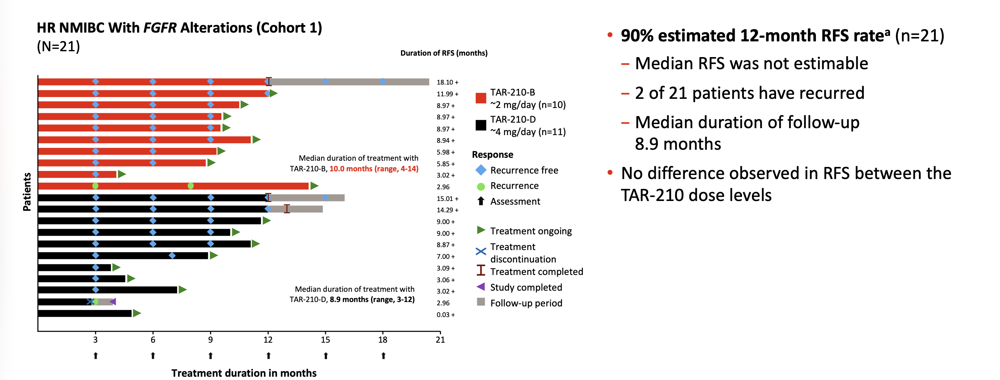 HR NMIBC With FGFR Alterations (Cohort 1)
(N=21)
Duration of RFS (months)
18.10 +
11.99 +
8.97 +
8.97 +
8.97 +
8.94 +
5.98 +
5.85 +
3.02 +
2.96
15.01 +
14.29 +
9.00 +
9.00 +
8.87 +
7.00 +
3.09 +
3.06 +
3.02 +
2.96
0.03 +
Median duration of treatment with
TAR-210-B, 10.0 months (range, 4-14)
Median duration of treatment with
TAR-210-D, 8.9 months (range, 3-12)
Patients
3 6 9 12 15 18 21
Treatment duration in months
TAR-210-B
~2 mg/day (n=10)
TAR-210-D
~4 mg/day (n=11)
Response
Recurrence free
Recurrence
Assessment
Treatment ongoing
Treatment
discontinuation
Treatment completed
Study completed
Follow-up period
• 90% estimated 12-month RFS rateᵃ (n=21)
– Median RFS was not estimable
– 2 of 21 patients have recurred
– Median duration of follow-up
8.9 months
• No difference observed in RFS between the
TAR-210 dose levels